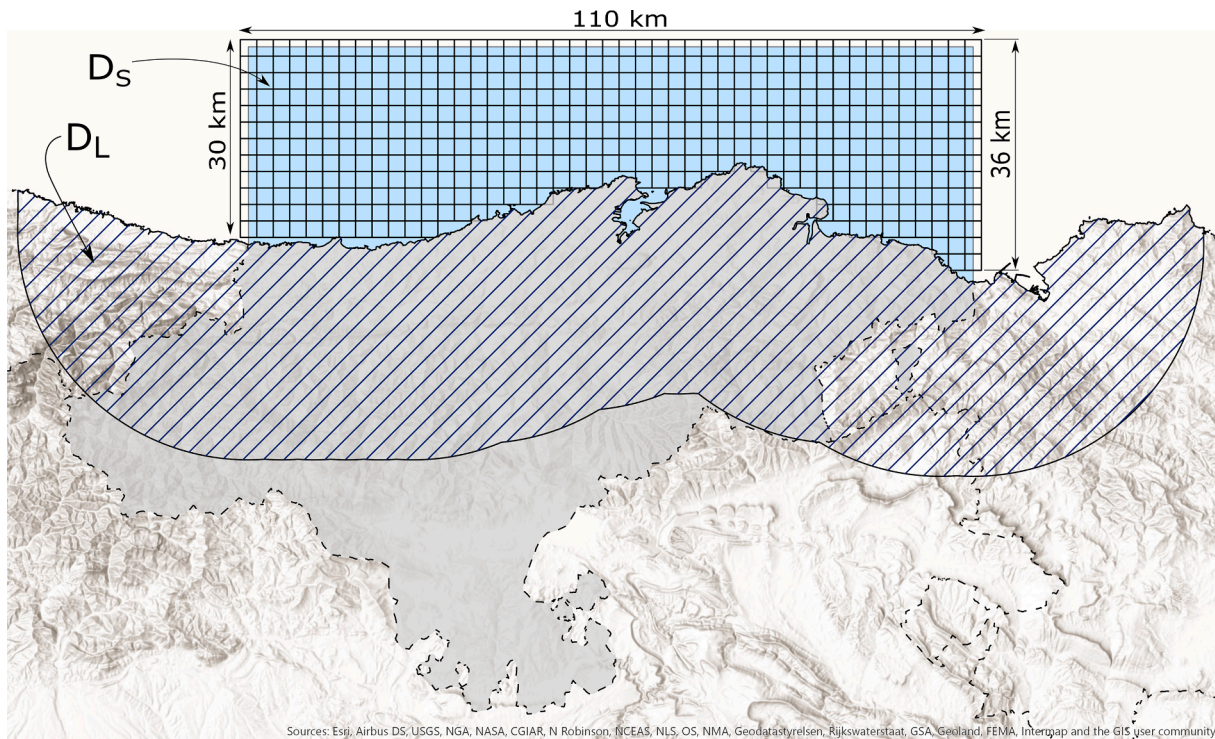 110 km
D_S
30 km
36 km
D_L
Sources: Esri, Airbus DS, USGS, NGA, NASA, CGIAR, N Robinson, NCEAS, NLS, OS, NMA, Geodatastyrelsen, Rijkswaterstaat, GSA, Geoland, FEMA, Intermap and the GIS user community